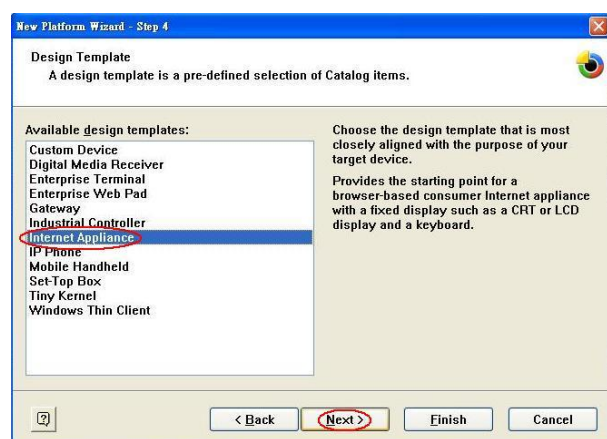 New Platform Wizard - Step 4
Design Template
A design template is a pre-defined selection of Catalog items.
Available design templates:
Custom Device
Digital Media Receiver
Enterprise Terminal
Enterprise Web Pad
Gateway
Industrial Controller
Internet Appliance
IP Phone
Mobile Handheld
Set-Top Box
Tiny Kernel
Windows Thin Client
Choose the design template that is most
closely aligned with the purpose of your
target device.
Provides the starting point for a
browser-based consumer Internet appliance
with a fixed display such as a CRT or LCD
display and a keyboard.
?
< Back
Next >
Finish
Cancel